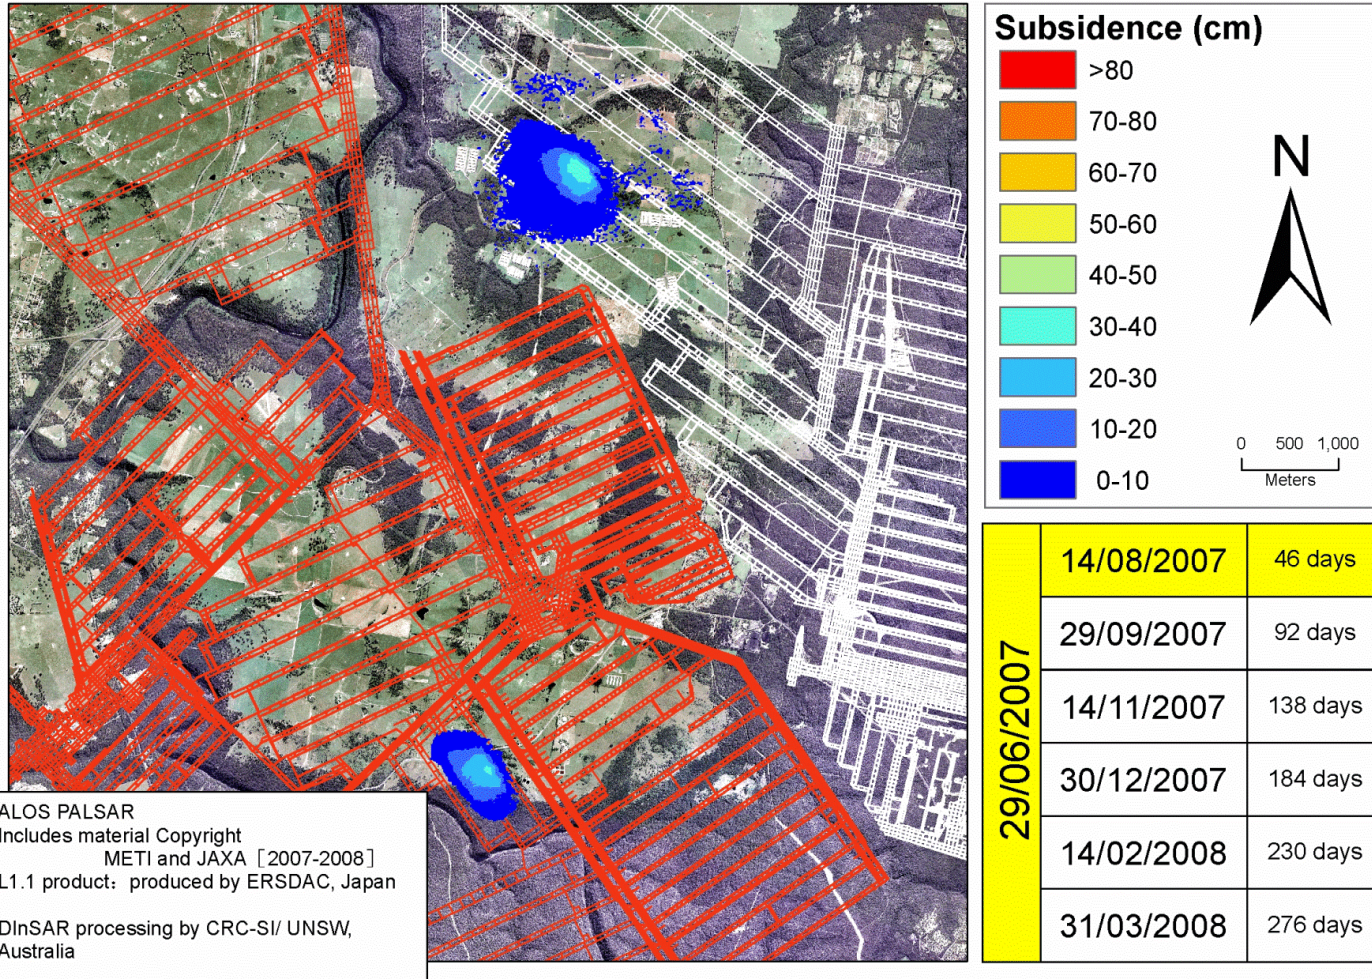 Subsidence (cm)
>80
70-80
60-70
50-60
40-50
30-40
20-30
10-20
0-10
N
0 500 1,000
Meters
29/06/2007
14/08/2007 46 days
29/09/2007 92 days
14/11/2007 138 days
30/12/2007 184 days
14/02/2008 230 days
31/03/2008 276 days
ALOS PALSAR
Includes material Copyright
METI and JAXA［2007-2008］
L1.1 product：produced by ERSDAC, Japan
DInSAR processing by CRC-SI/ UNSW,
Australia